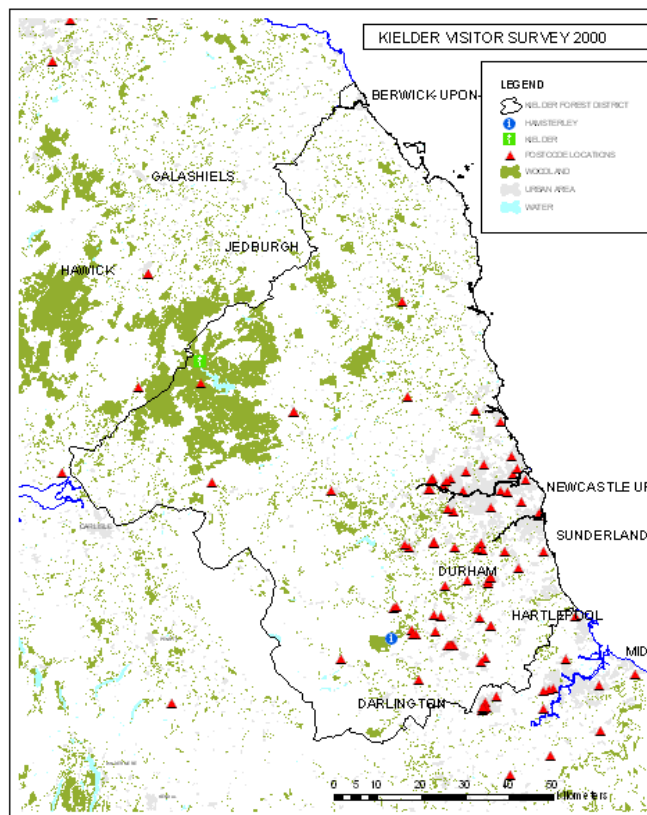 KIELDER VISITOR SURVEY 2000
LEGEND
KIELDER FOREST DISTRICT
HAMSTERLEY
KIELDER
POSTCODE LOCATIONS
WOODLAND
URBAN AREA
WATER
BERWICK-UPON-
GALASHIELS
JEDBURGH
HAWICK
NEWCASTLE UP
CARLISLE
SUNDERLAND
DURHAM
HARTLEPOOL
MID
DARLINGTON
0 10 20 30 40 50
kilometers